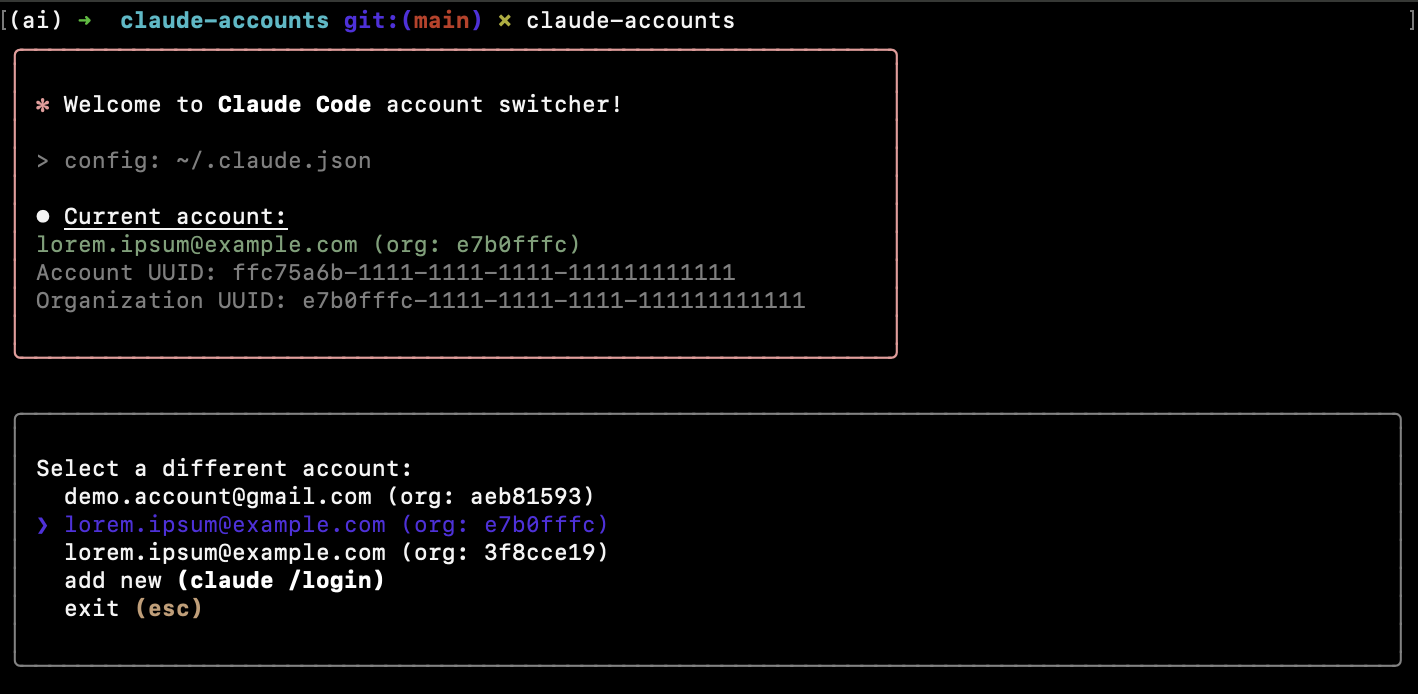 [(ai) ➜  claude-accounts git:(main) ✗ claude-accounts ]
✻ Welcome to Claude Code account switcher!
> config: ~/.claude.json
● Current account:
lorem.ipsum@example.com (org: e7b0fffc)
Account UUID: ffc75a6b-1111-1111-1111-111111111111
Organization UUID: e7b0fffc-1111-1111-1111-111111111111
Select a different account:
demo.account@gmail.com (org: aeb81593)
❯ lorem.ipsum@example.com (org: e7b0fffc)
lorem.ipsum@example.com (org: 3f8cce19)
add new (claude /login)
exit (esc)